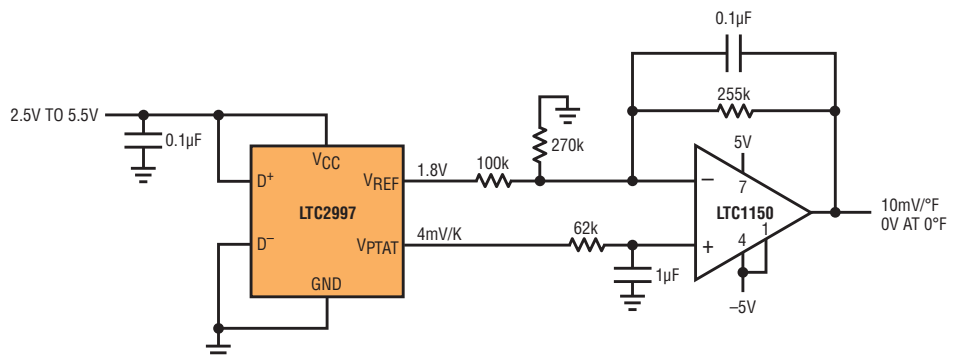 0.1µF
255k
2.5V TO 5.5V
0.1µF
270k
5V
VCC
D+
VREF
1.8V
100k
–
7
LTC2997
LTC1150
1
10mV/°F
0V AT 0°F
D–
VPTAT
4mV/K
62k
+
4
1µF
GND
–5V